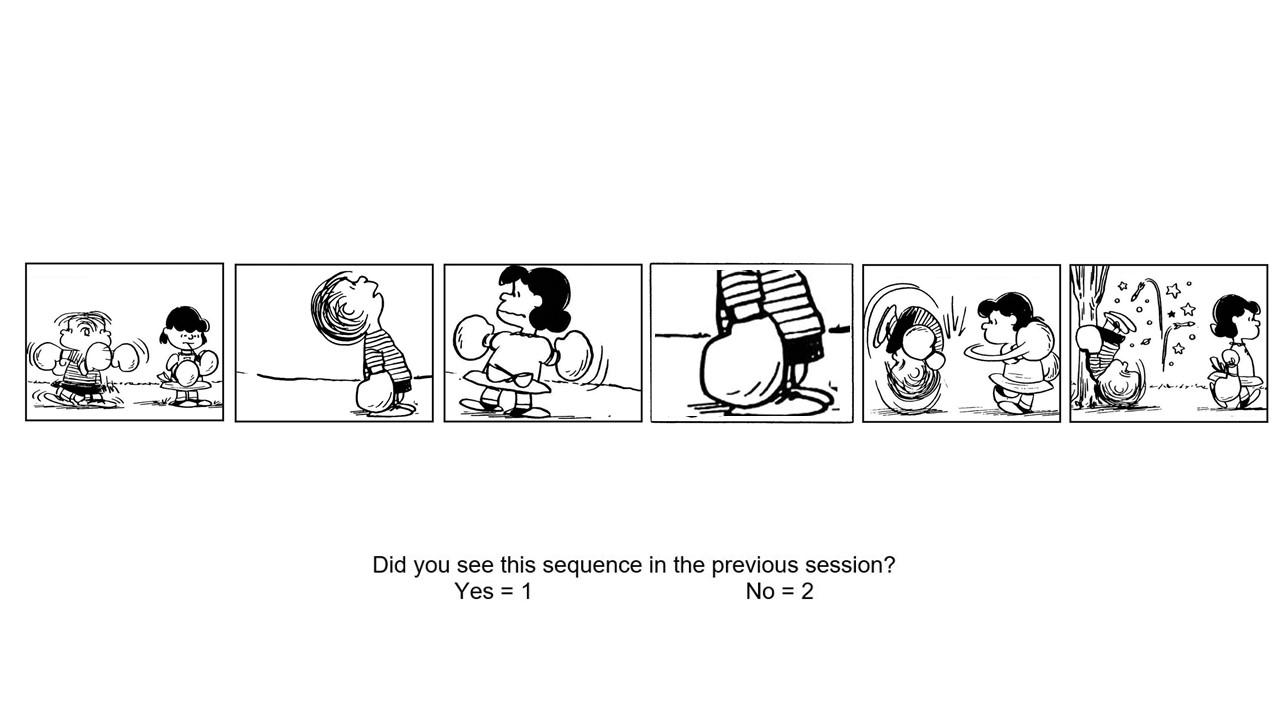 Did you see this sequence in the previous session?
Yes = 1 No = 2